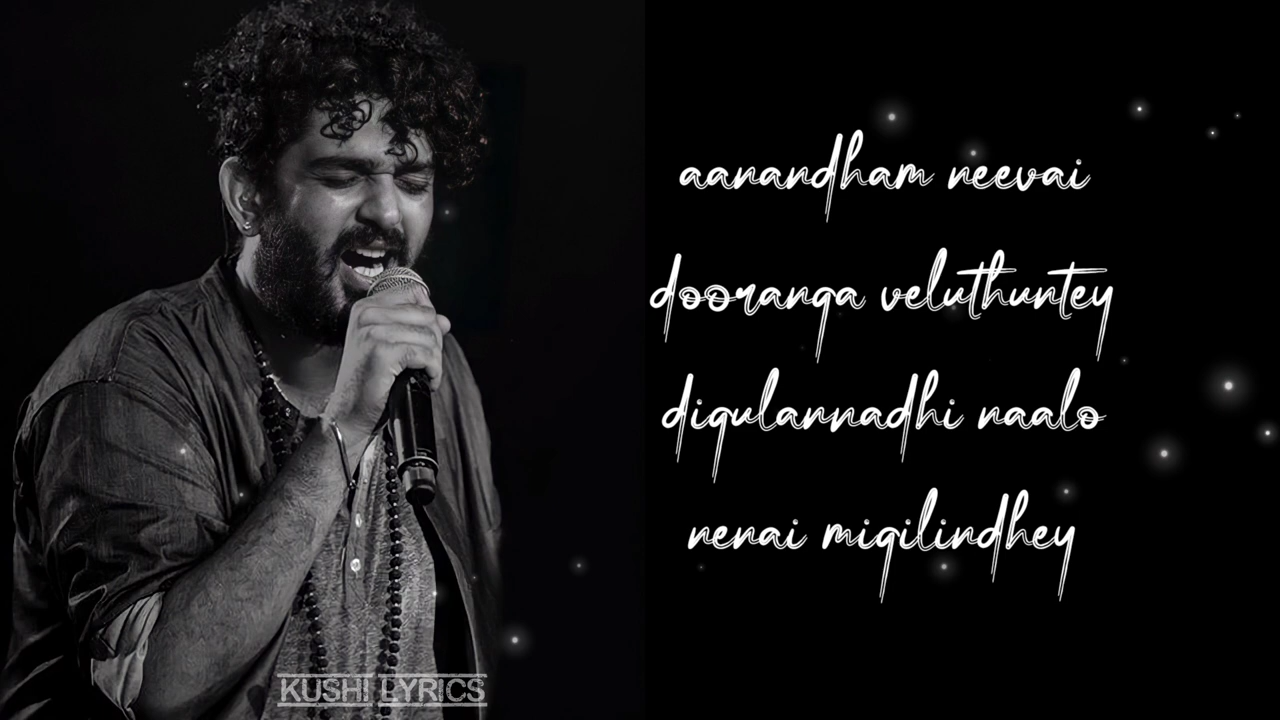 aanandham neevai
dooranga veluthuntey
digulannadhi naalo
nenai migilindhey
KUSHI LYRICS